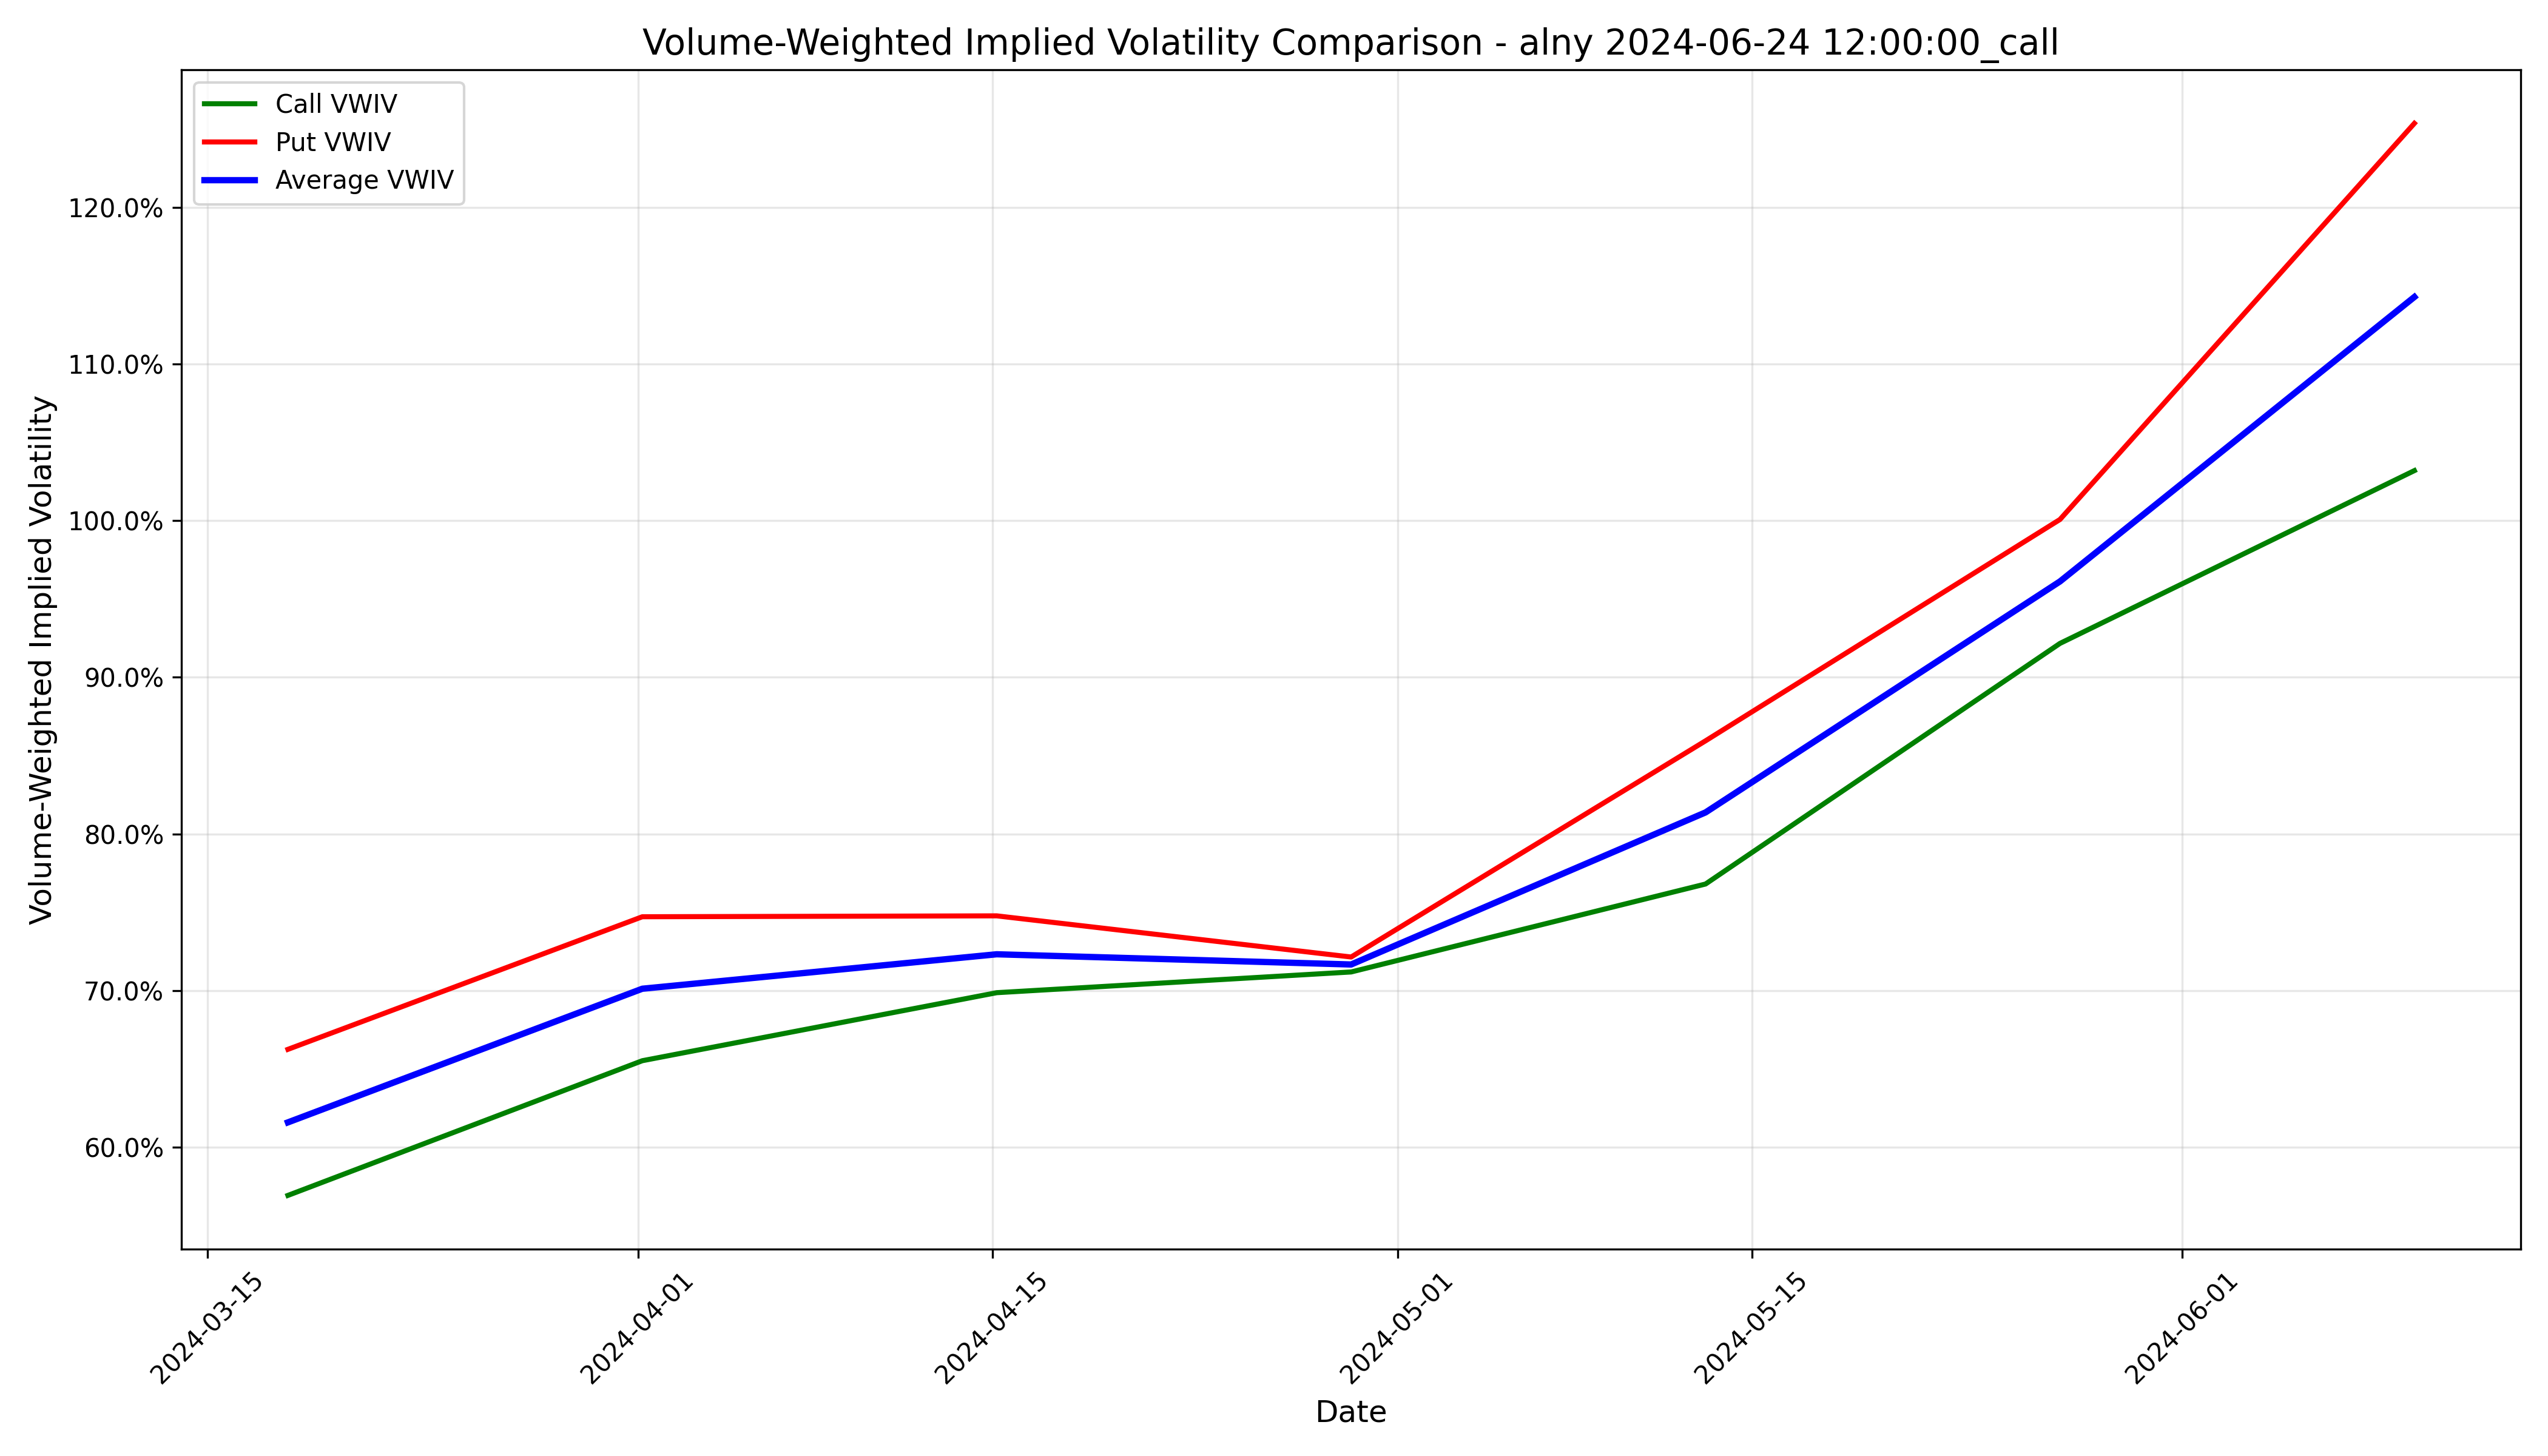 Volume-Weighted Implied Volatility Comparison - alny 2024-06-24 12:00:00_call
Call VWIV
Put VWIV
Average VWIV
Volume-Weighted Implied Volatility
120.0%
110.0%
100.0%
90.0%
80.0%
70.0%
60.0%
2024-03-15
2024-04-01
2024-04-15
2024-05-01
2024-05-15
2024-06-01
Date